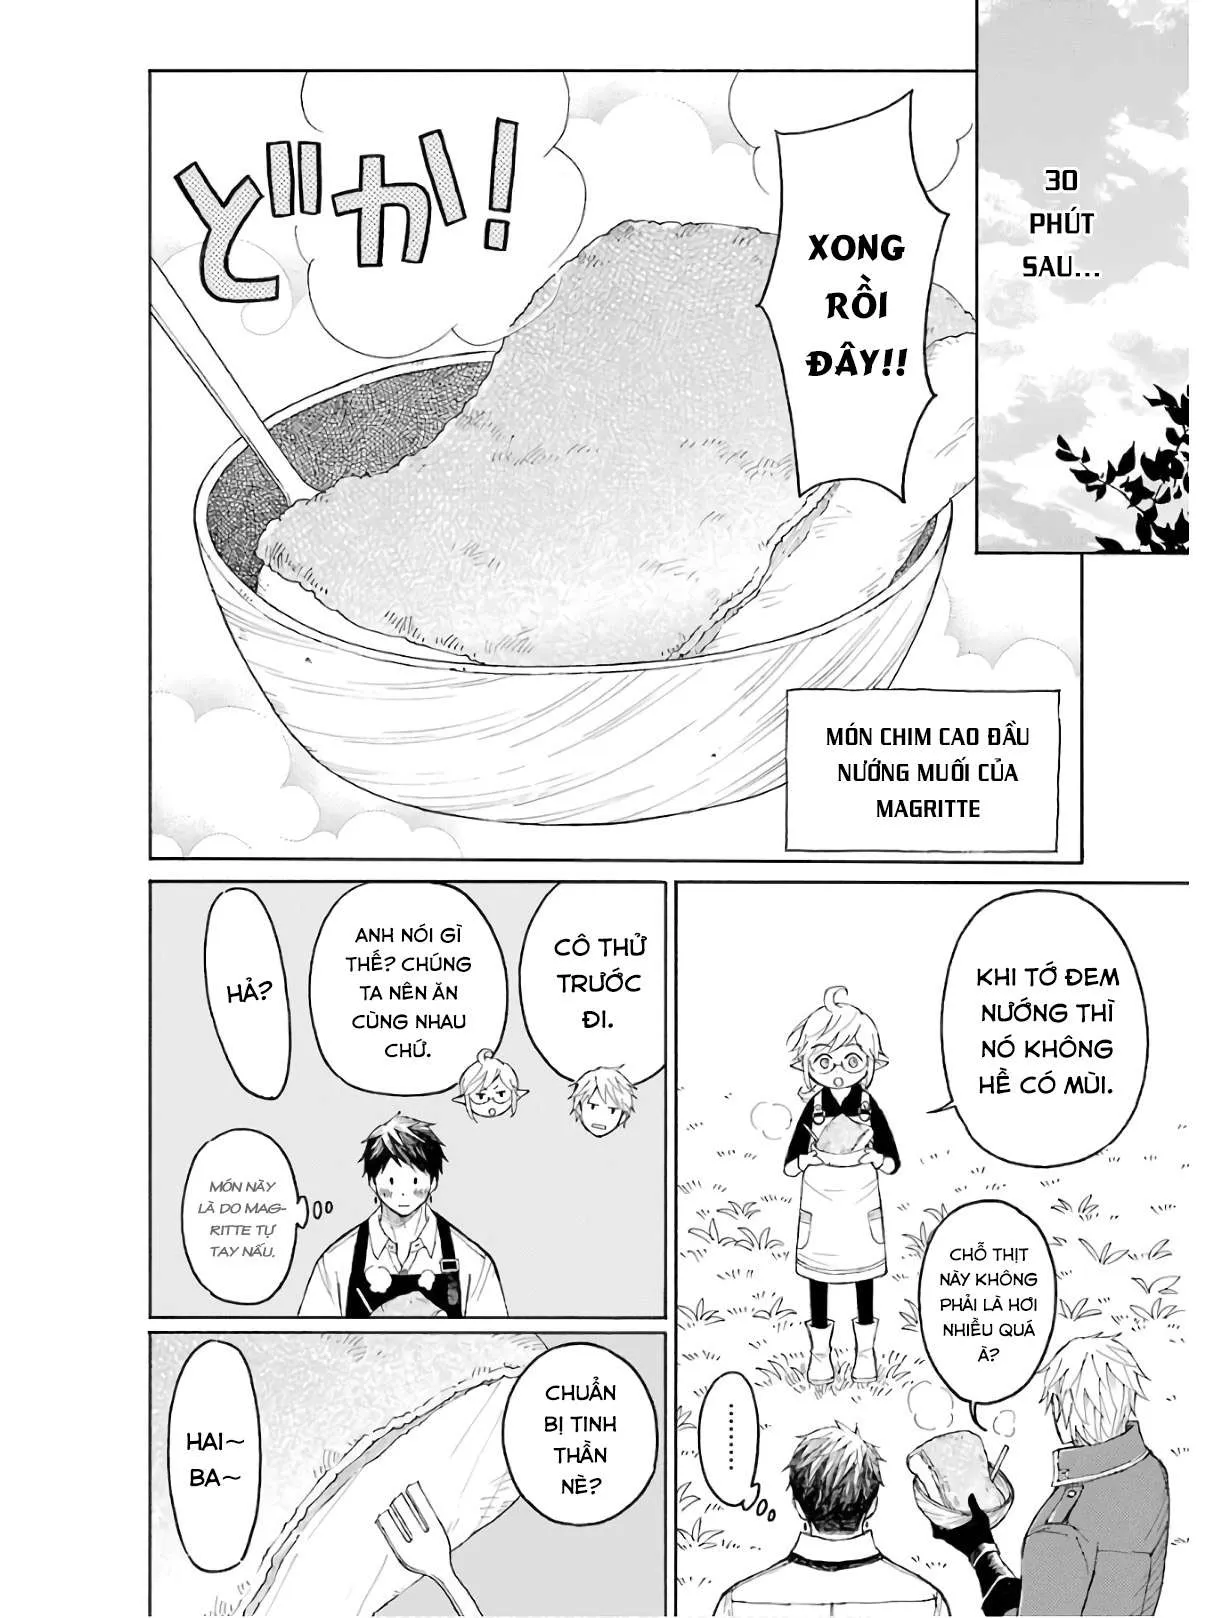 30
PHÚT
SAU...
XONG
RỒI
ĐÂY!!
どか!
MÓN CHIM CAO ĐẦU
NƯỚNG MUỐI CỦA
MAGRITTE
KHI TỚ ĐEM
NƯỚNG THÌ
NÓ KHÔNG
HỀ CÓ MÙI.
CHỖ THỊT
NÀY KHÔNG
PHẢI LÀ HƠI
NHIỀU QUÁ
À?
.........
CÔ THỬ
TRƯỚC
ĐI.
ANH NÓI GÌ
THẾ? CHÚNG
TA NÊN ĂN
CÙNG NHAU
CHỨ.
HẢ?
MÓN NÀY
LÀ DO MAG-
RITTE TỰ
TAY NẤU.
CHUẨN
BỊ TINH
THẦN
NÈ?
HAI~
BA~